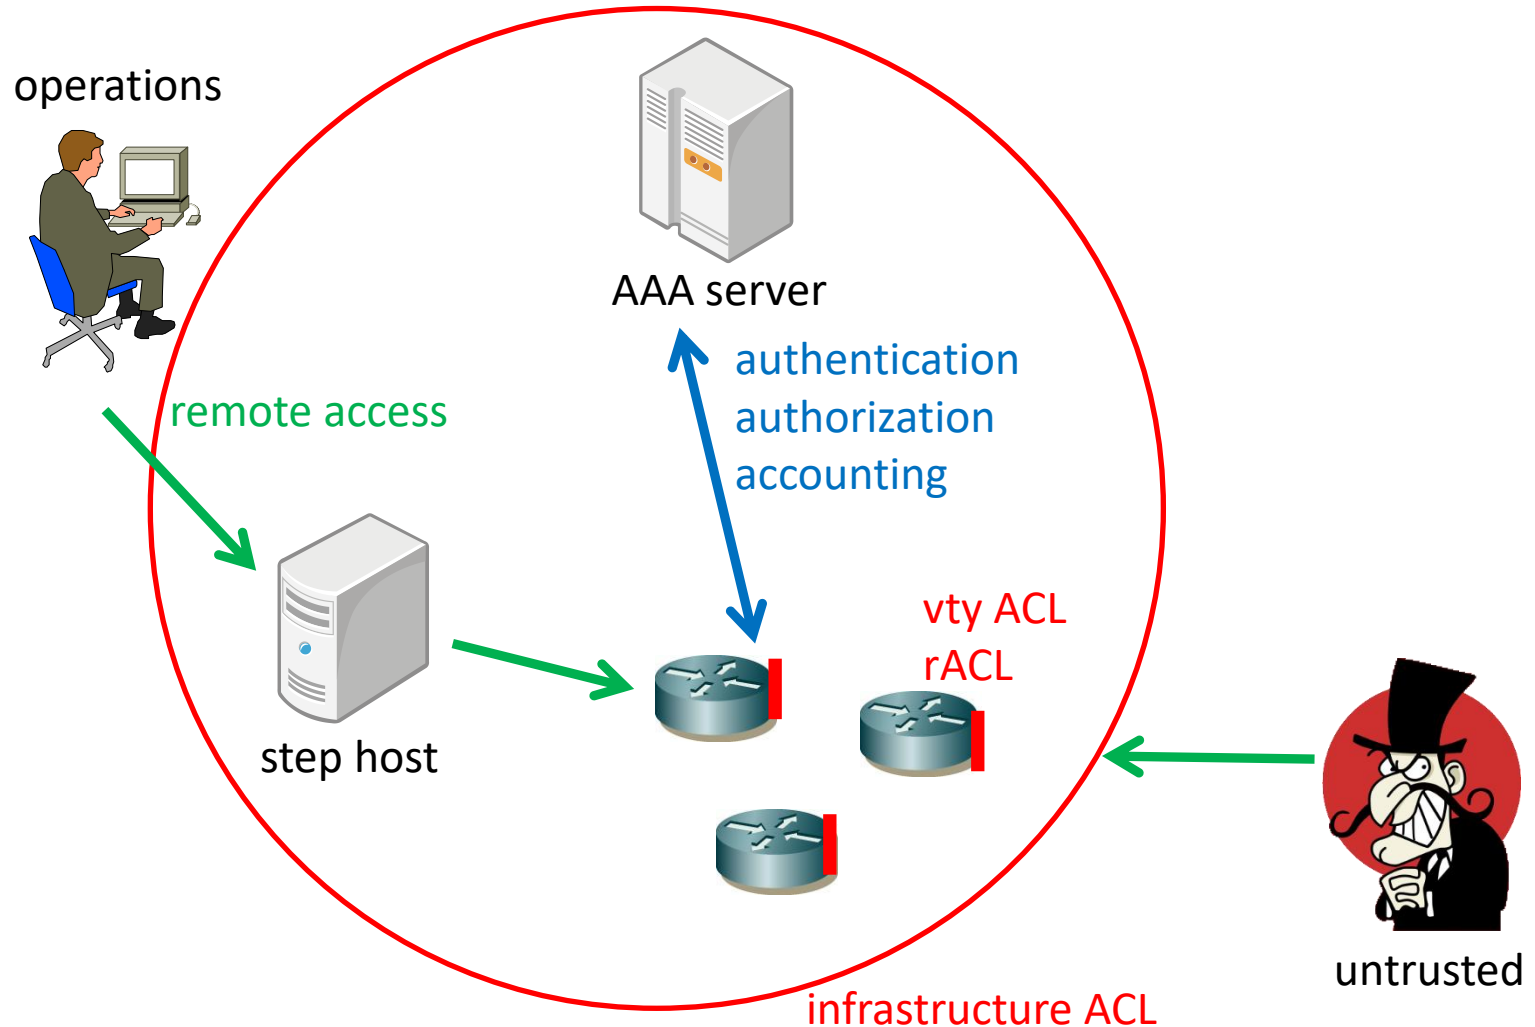 operations
AAA server
authentication
authorization
accounting
remote access
vty ACL
rACL
step host
untrusted
infrastructure ACL